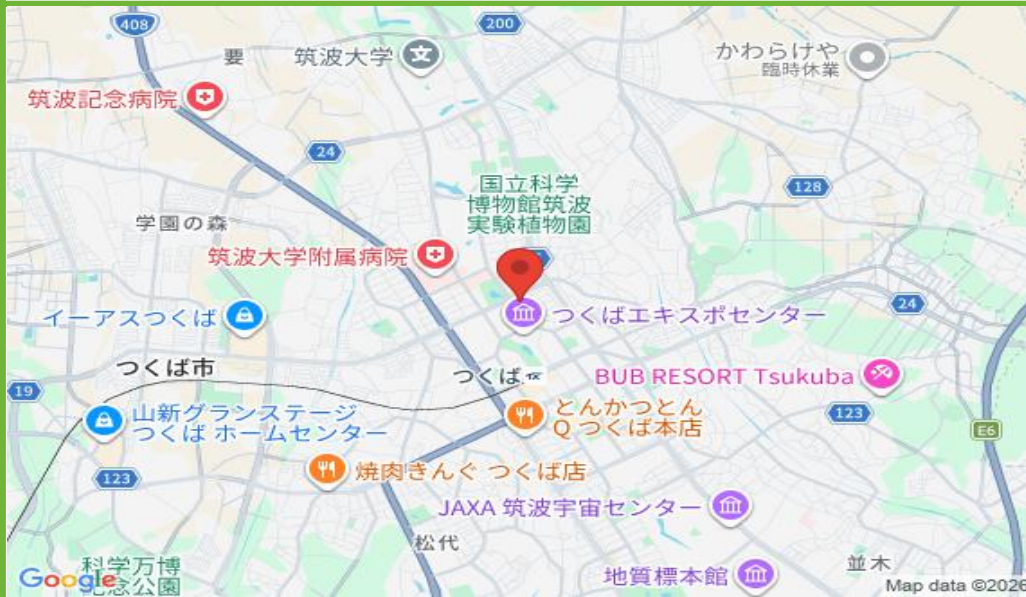 408
200
要
筑波大学
かわらけや
臨時休業
筑波記念病院
24
128
国立科学
博物館筑波
実験植物園
学園の森
筑波大学附属病院
イーアスつくば
つくばエキスポセンター
24
つくば市
つくば
BUB RESORT Tsukuba
19
山新グランステージ
つくば ホームセンター
とんかつとん
Q つくば本店
123
E6
焼肉きんぐ つくば店
123
JAXA 筑波宇宙センター
松代
科学万博
記念公園
地質標本館
並木
Google
Map data ©2026